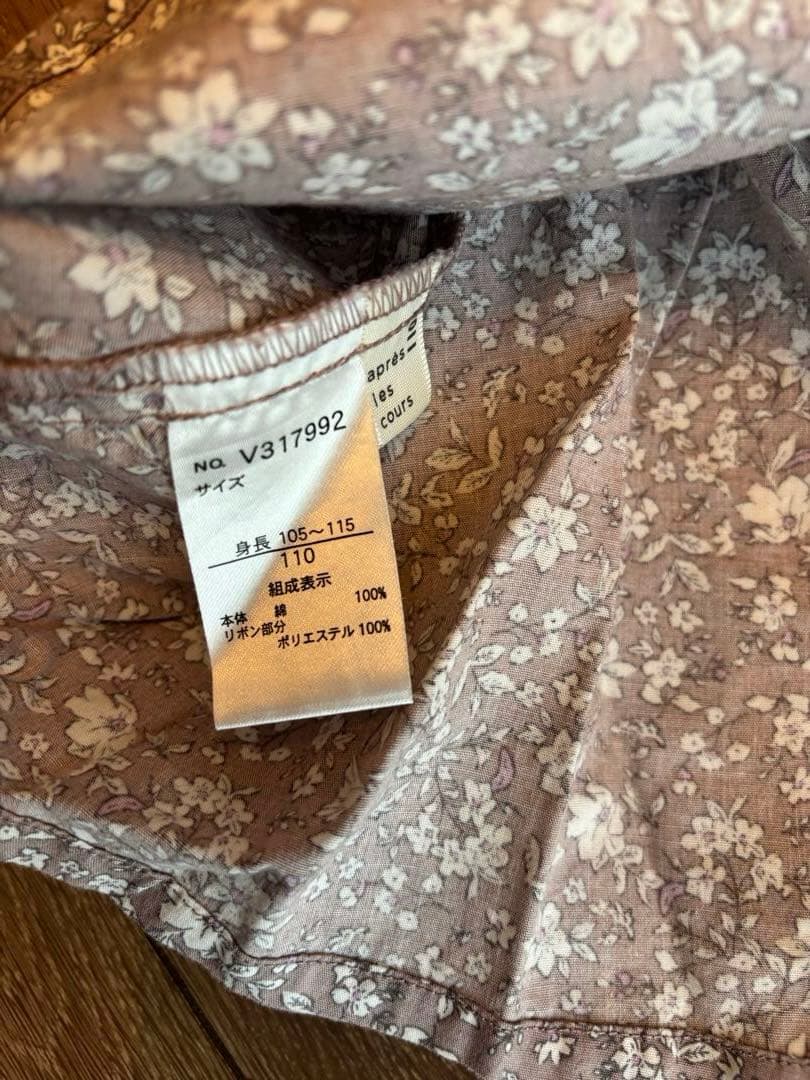 110
après
les
cours
NO. V317992
サイズ
身長 105～115
110
組成表示
本体 綿 100%
リボン部分
ポリエステル 100%